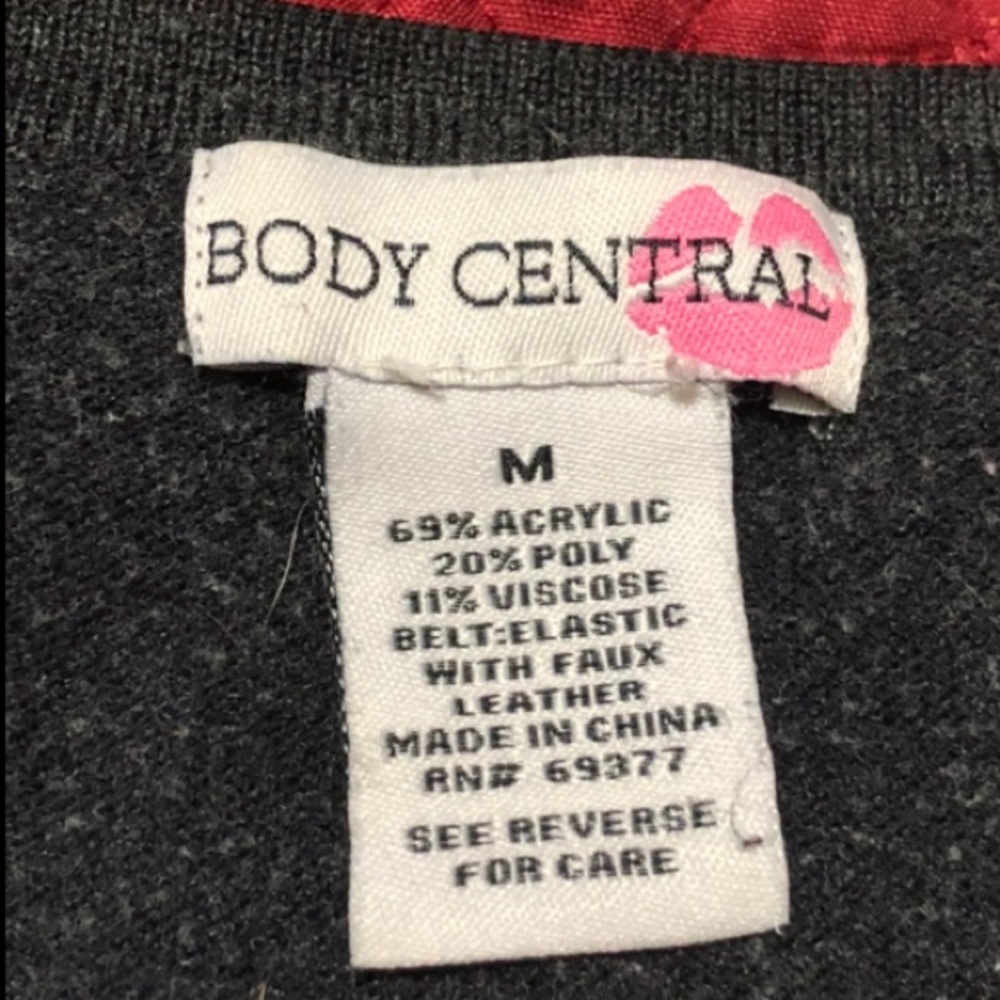 BODY CENTRAL
M
69% ACRYLIC
20% POLY
11% VISCOSE
BELT:ELASTIC
WITH FAUX
LEATHER
MADE IN CHINA
RN# 69377
SEE REVERSE
FOR CARE